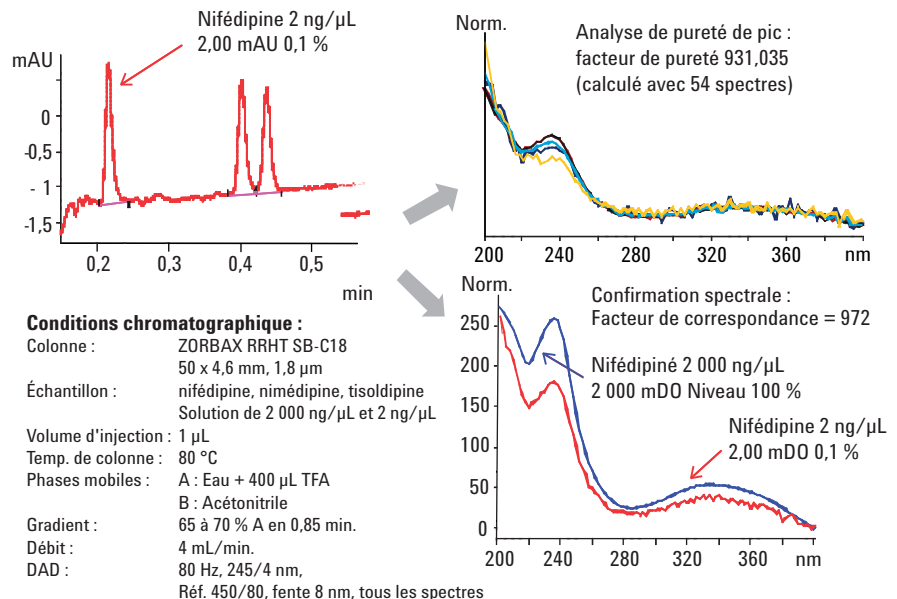 Nifédipine 2 ng/µL
2,00 mAU 0,1 %
mAU
0
-0,5
- 1
-1,5
0,2 0,3 0,4 0,5
min
Norm.
Analyse de pureté de pic :
facteur de pureté 931,035
(calculé avec 54 spectres)
200 240 280 320 360 nm
Norm.
Confirmation spectrale :
Facteur de correspondance = 972
250
200
150
100
50
0
Nifédipiné 2 000 ng/µL
2 000 mDO Niveau 100 %
Nifédipine 2 ng/µL
2,00 mDO 0,1 %
200 240 280 320 360 nm
Conditions chromatographique :
Colonne : ZORBAX RRHT SB-C18
50 x 4,6 mm, 1,8 µm
Échantillon : nifédipine, nimédipine, tisoldipine
Solution de 2 000 ng/µL et 2 ng/µL
Volume d'injection : 1 µL
Temp. de colonne : 80 °C
Phases mobiles : A : Eau + 400 µL TFA
B : Acétonitrile
Gradient : 65 à 70 % A en 0,85 min.
Débit : 4 mL/min.
DAD : 80 Hz, 245/4 nm,
Réf. 450/80, fente 8 nm, tous les spectres